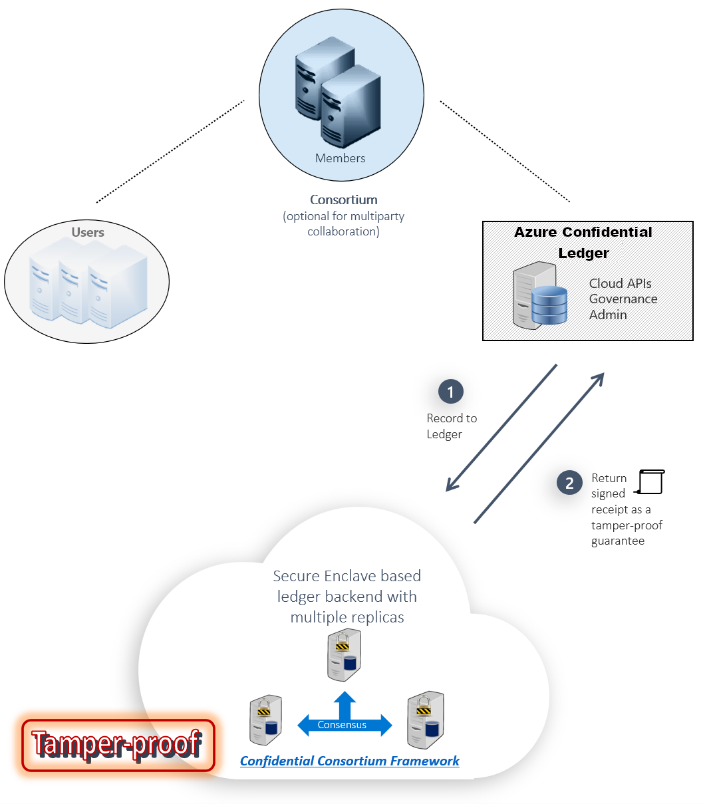 Members
Consortium
(optional for multiparty
collaboration)
Users
Azure Confidential
Ledger
Cloud APIs
Governance
Admin
1
Record to
Ledger
2
Return
signed
receipt as a
tamper-proof
guarantee
Secure Enclave based
ledger backend with
multiple replicas
Consensus
Tamper-proof
Confidential Consortium Framework